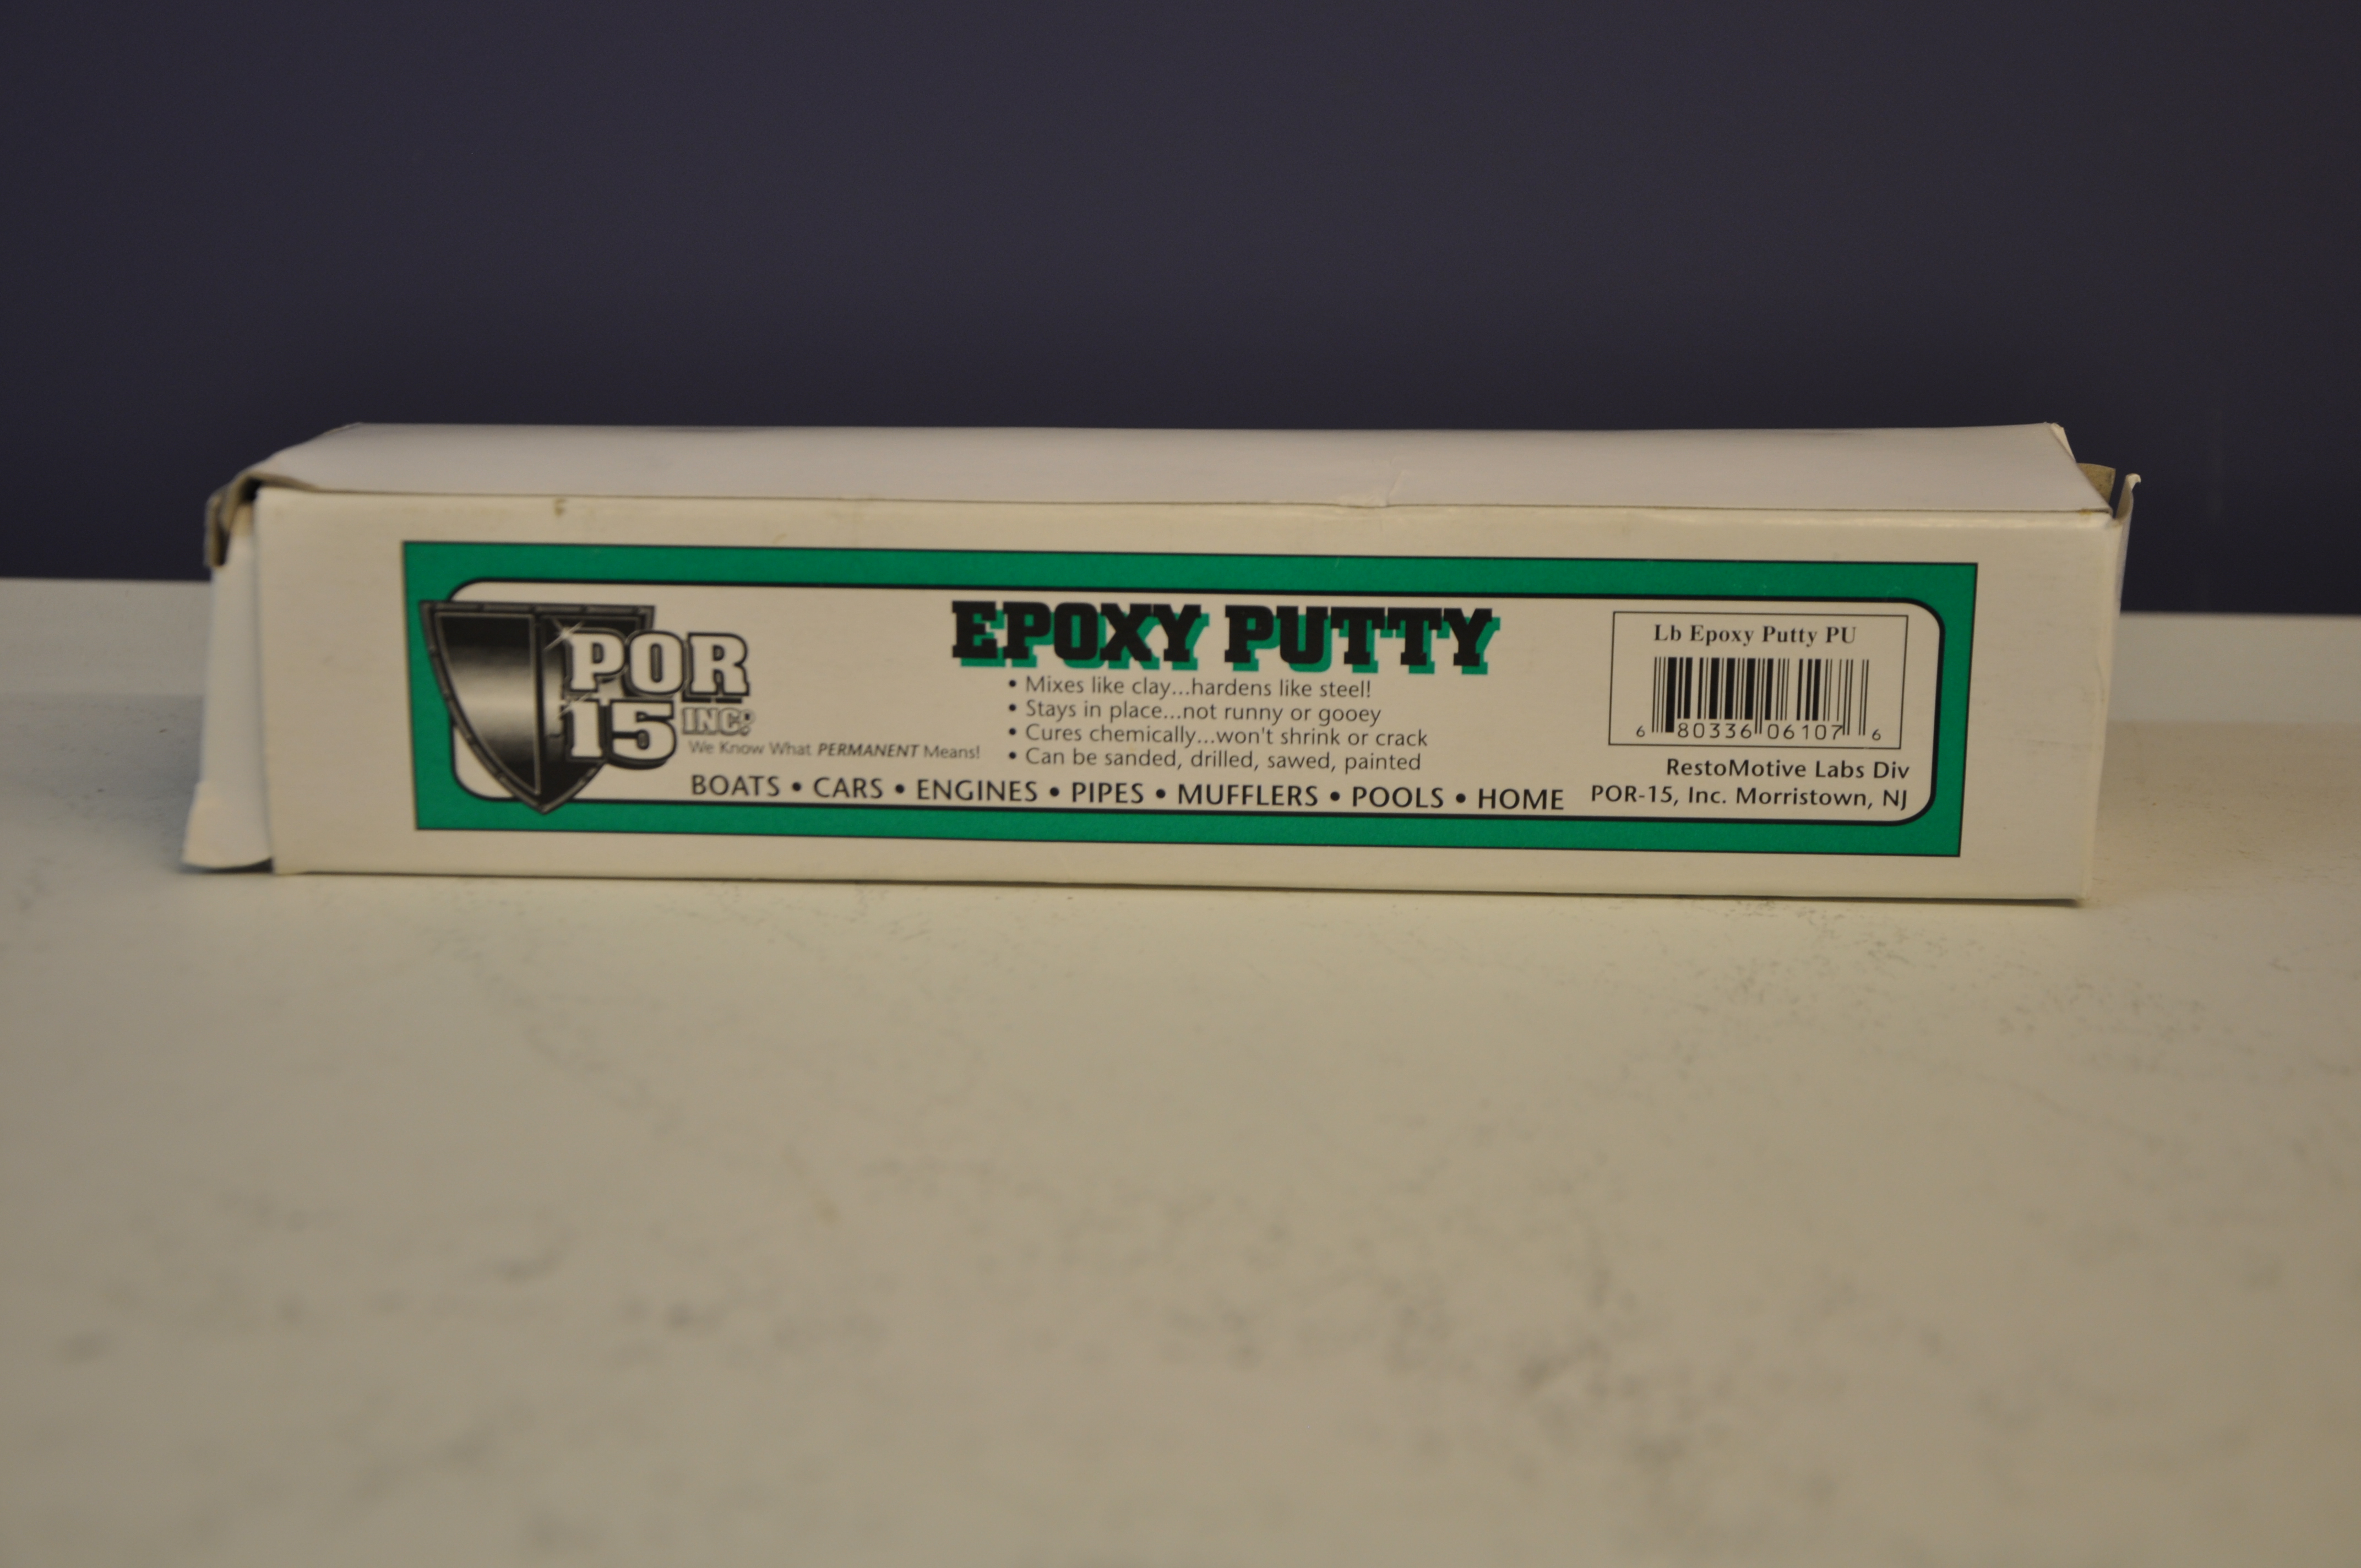 POR
15 INC.
We Know What PERMANENT Means!
EPOXY PUTTY
• Mixes like clay...hardens like steel!
• Stays in place...not runny or gooey
• Cures chemically...won't shrink or crack
• Can be sanded, drilled, sawed, painted
BOATS • CARS • ENGINES • PIPES • MUFFLERS • POOLS • HOME
Lb Epoxy Putty PU
6 80336 06107 6
RestoMotive Labs Div
POR-15, Inc. Morristown, NJ